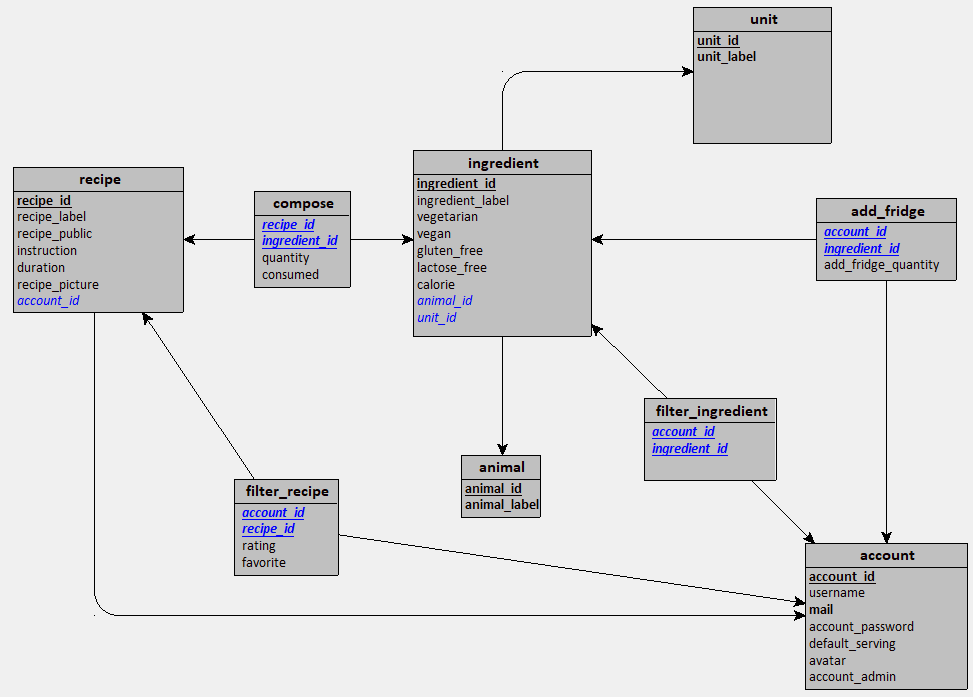 unit
unit_id
unit_label
recipe
recipe_id
recipe_label
recipe_public
instruction
duration
recipe_picture
account_id
compose
recipe_id
ingredient_id
quantity
consumed
ingredient
ingredient_id
ingredient_label
vegetarian
vegan
gluten_free
lactose_free
calorie
animal_id
unit_id
add_fridge
account_id
ingredient_id
add_fridge_quantity
filter_ingredient
account_id
ingredient_id
animal
animal_id
animal_label
filter_recipe
account_id
recipe_id
rating
favorite
account
account_id
username
mail
account_password
default_serving
avatar
account_admin